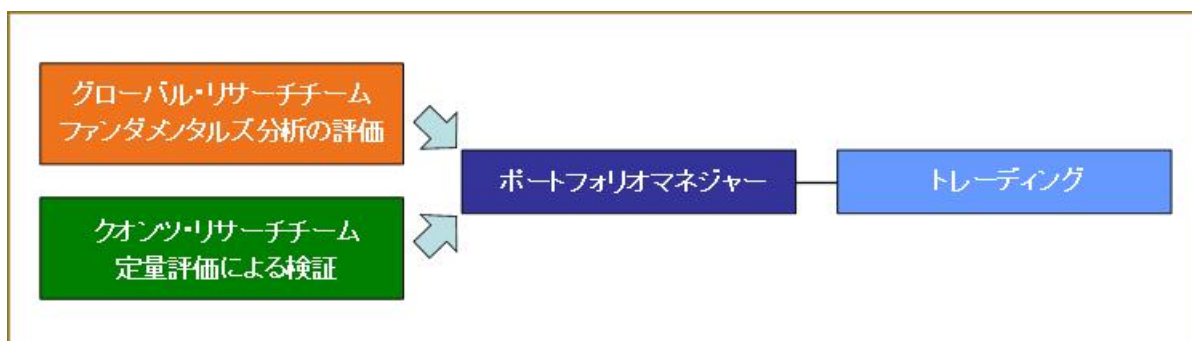 グローバル・リサーチチーム
ファンダメンタルズ分析の評価
クオンツ・リサーチチーム
定量評価による検証
ポートフォリオマネジャー
トレーディング